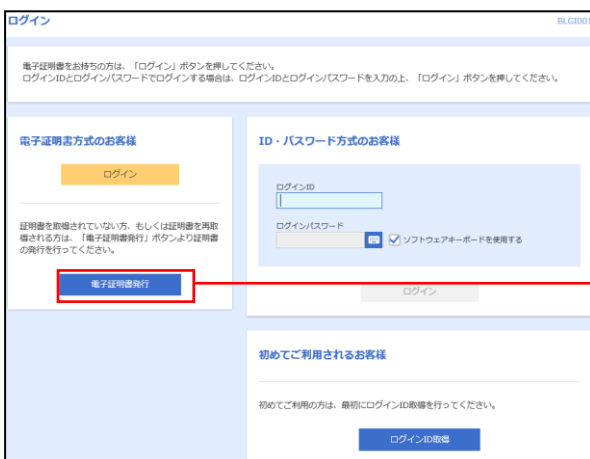 ログイン
BLGI001
電子証明書をお持ちの方は、「ログイン」ボタンを押してください。
ログインIDとログインパスワードでログインする場合は、ログインIDとログインパスワードを入力の上、「ログイン」ボタンを押してください。
電子証明書方式のお客様
ログイン
証明書を取得されていない方、もしくは証明書を再取
得される方は、「電子証明書発行」ボタンより証明書
の発行を行ってください。
電子証明書発行
ID・パスワード方式のお客様
ログインID
ログインパスワード
ソフトウェアキーボードを使用する
ログイン
初めてご利用されるお客様
初めてご利用の方は、最初にログインID取得を行ってください。
ログインID取得